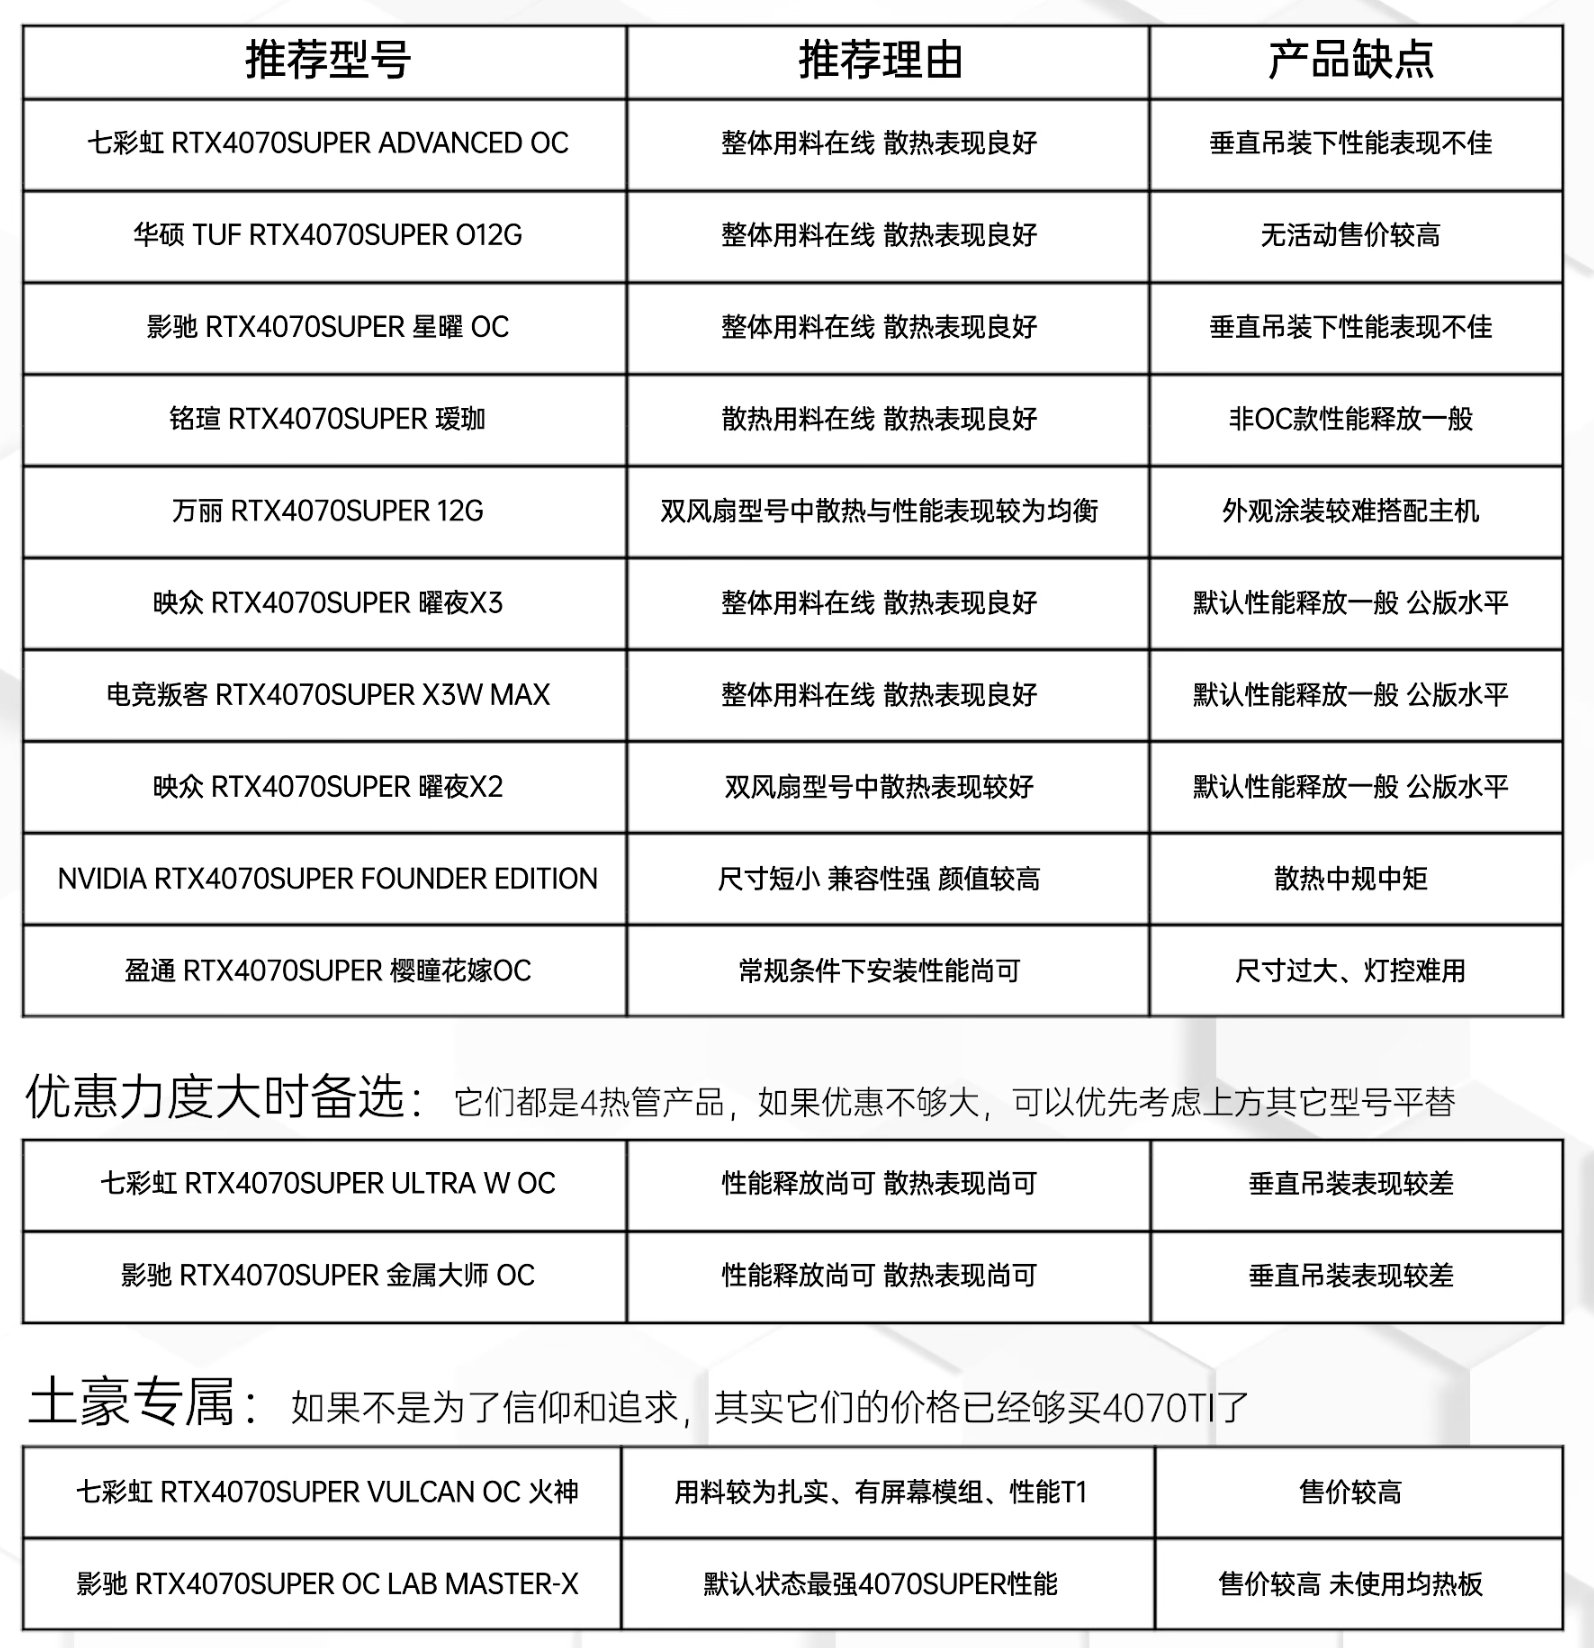 推荐型号 推荐理由 产品缺点
七彩虹 RTX4070SUPER ADVANCED OC 整体用料在线 散热表现良好 垂直吊装下性能表现不佳
华硕 TUF RTX4070SUPER O12G 整体用料在线 散热表现良好 无活动售价较高
影驰 RTX4070SUPER 星曜 OC 整体用料在线 散热表现良好 垂直吊装下性能表现不佳
铭瑄 RTX4070SUPER 瑷珈 散热用料在线 散热表现良好 非OC款性能释放一般
万丽 RTX4070SUPER 12G 双风扇型号中散热与性能表现较为均衡 外观涂装较难搭配主机
映众 RTX4070SUPER 曜夜X3 整体用料在线 散热表现良好 默认性能释放一般 公版水平
电竞叛客 RTX4070SUPER X3W MAX 整体用料在线 散热表现良好 默认性能释放一般 公版水平
映众 RTX4070SUPER 曜夜X2 双风扇型号中散热表现较好 默认性能释放一般 公版水平
NVIDIA RTX4070SUPER FOUNDER EDITION 尺寸短小 兼容性强 颜值较高 散热中规中矩
盈通 RTX4070SUPER 樱瞳花嫁OC 常规条件下安装性能尚可 尺寸过大、灯控难用
优惠力度大时备选：它们都是4热管产品，如果优惠不够大，可以优先考虑上方其它型号平替
七彩虹 RTX4070SUPER ULTRA W OC 性能释放尚可 散热表现尚可 垂直吊装表现较差
影驰 RTX4070SUPER 金属大师 OC 性能释放尚可 散热表现尚可 垂直吊装表现较差
土豪专属：如果不是为了信仰和追求，其实它们的价格已经够买4070TI了
七彩虹 RTX4070SUPER VULCAN OC 火神 用料较为扎实、有屏幕模组、性能T1 售价较高
影驰 RTX4070SUPER OC LAB MASTER-X 默认状态最强4070SUPER性能 售价较高 未使用均热板